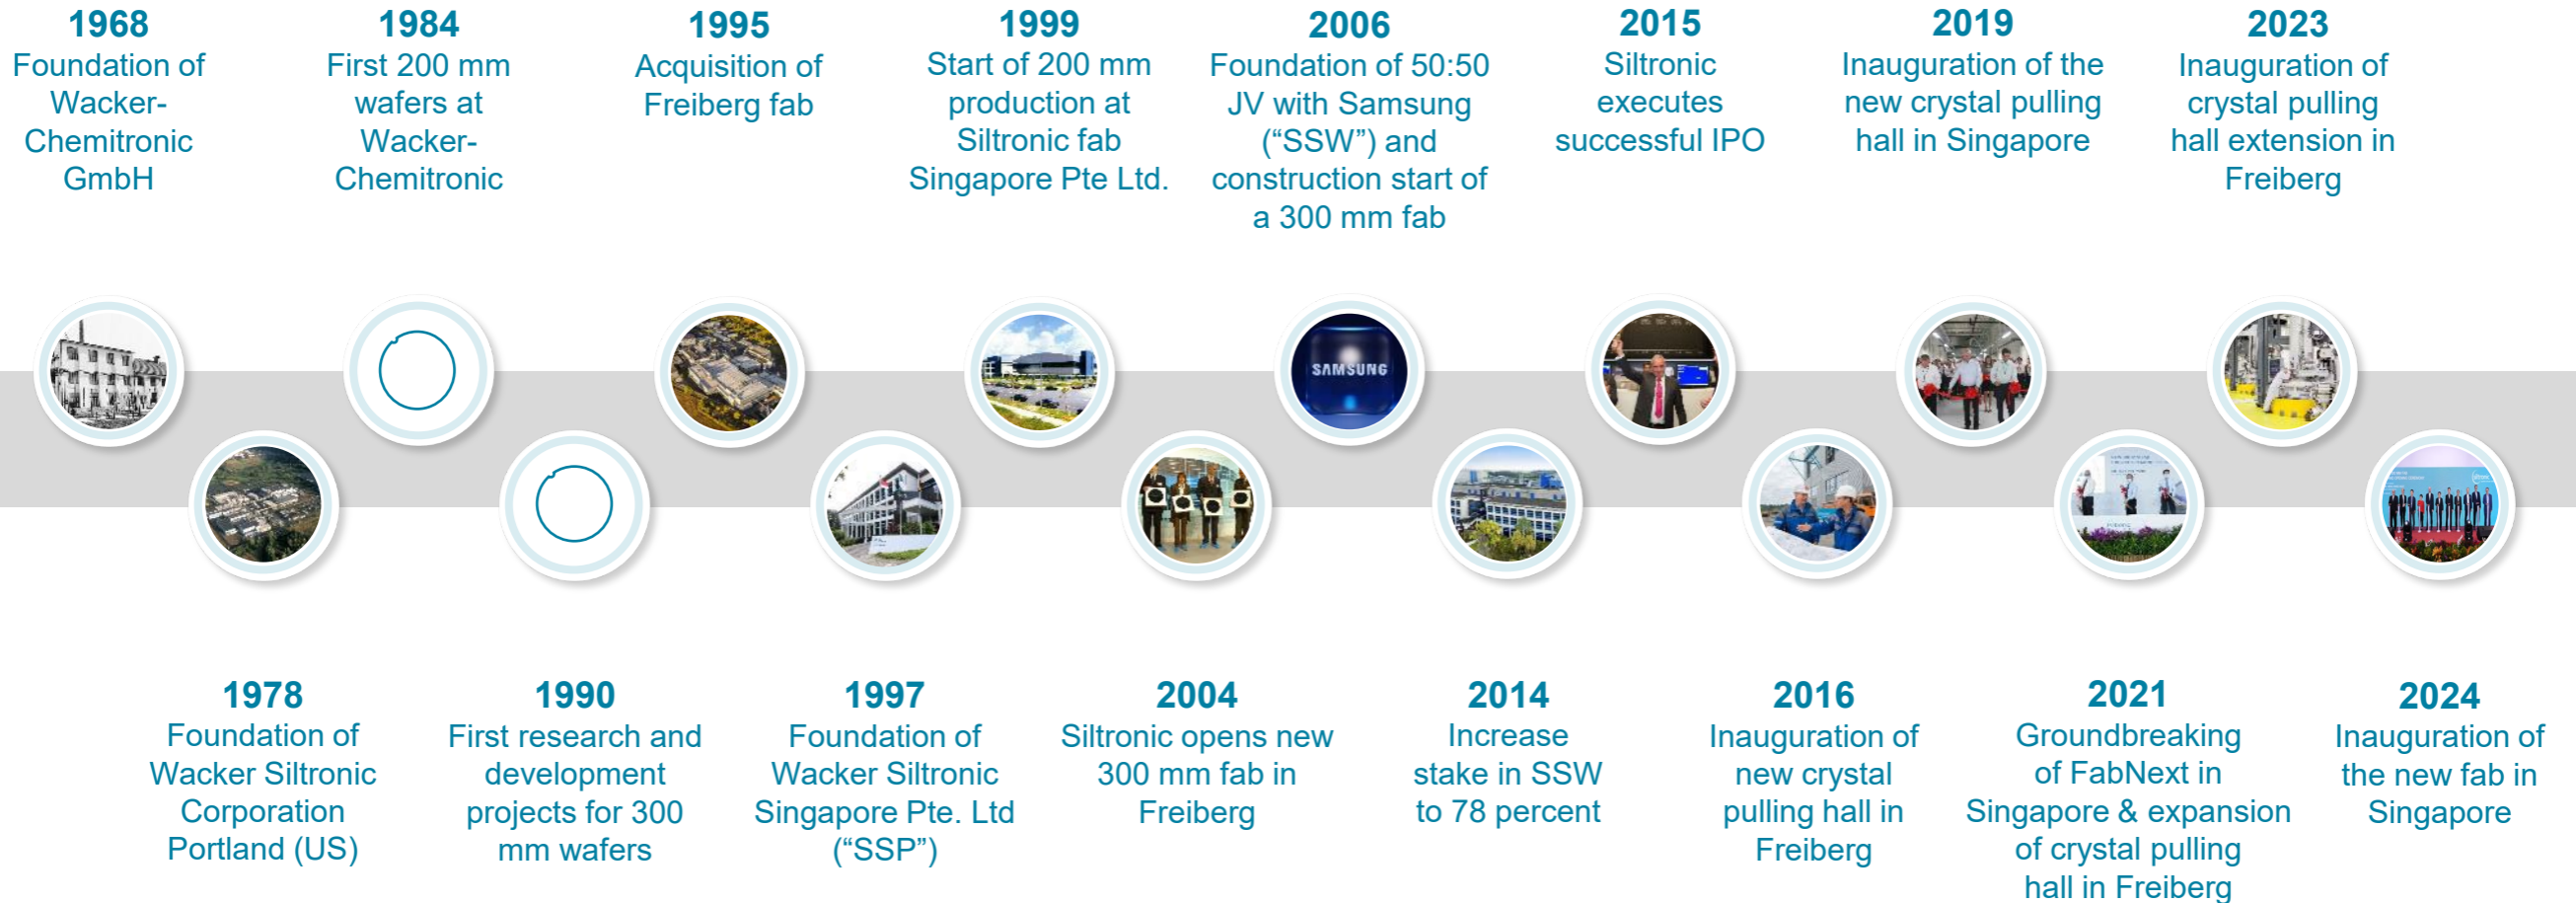 1968
Foundation of
Wacker-
Chemitronic
GmbH
1984
First 200 mm
wafers at
Wacker-
Chemitronic
1995
Acquisition of
Freiberg fab
1999
Start of 200 mm
production at
Siltronic fab
Singapore Pte Ltd.
2006
Foundation of 50:50
JV with Samsung
(“SSW”) and
construction start of
a 300 mm fab
2015
Siltronic
executes
successful IPO
2019
Inauguration of the
new crystal pulling
hall in Singapore
2023
Inauguration of
crystal pulling
hall extension in
Freiberg
SAMSUNG
1978
Foundation of
Wacker Siltronic
Corporation
Portland (US)
1990
First research and
development
projects for 300
mm wafers
1997
Foundation of
Wacker Siltronic
Singapore Pte. Ltd
(“SSP”)
2004
Siltronic opens new
300 mm fab in
Freiberg
2014
Increase
stake in SSW
to 78 percent
2016
Inauguration of
new crystal
pulling hall in
Freiberg
2021
Groundbreaking
of FabNext in
Singapore & expansion
of crystal pulling
hall in Freiberg
2024
Inauguration of
the new fab in
Singapore